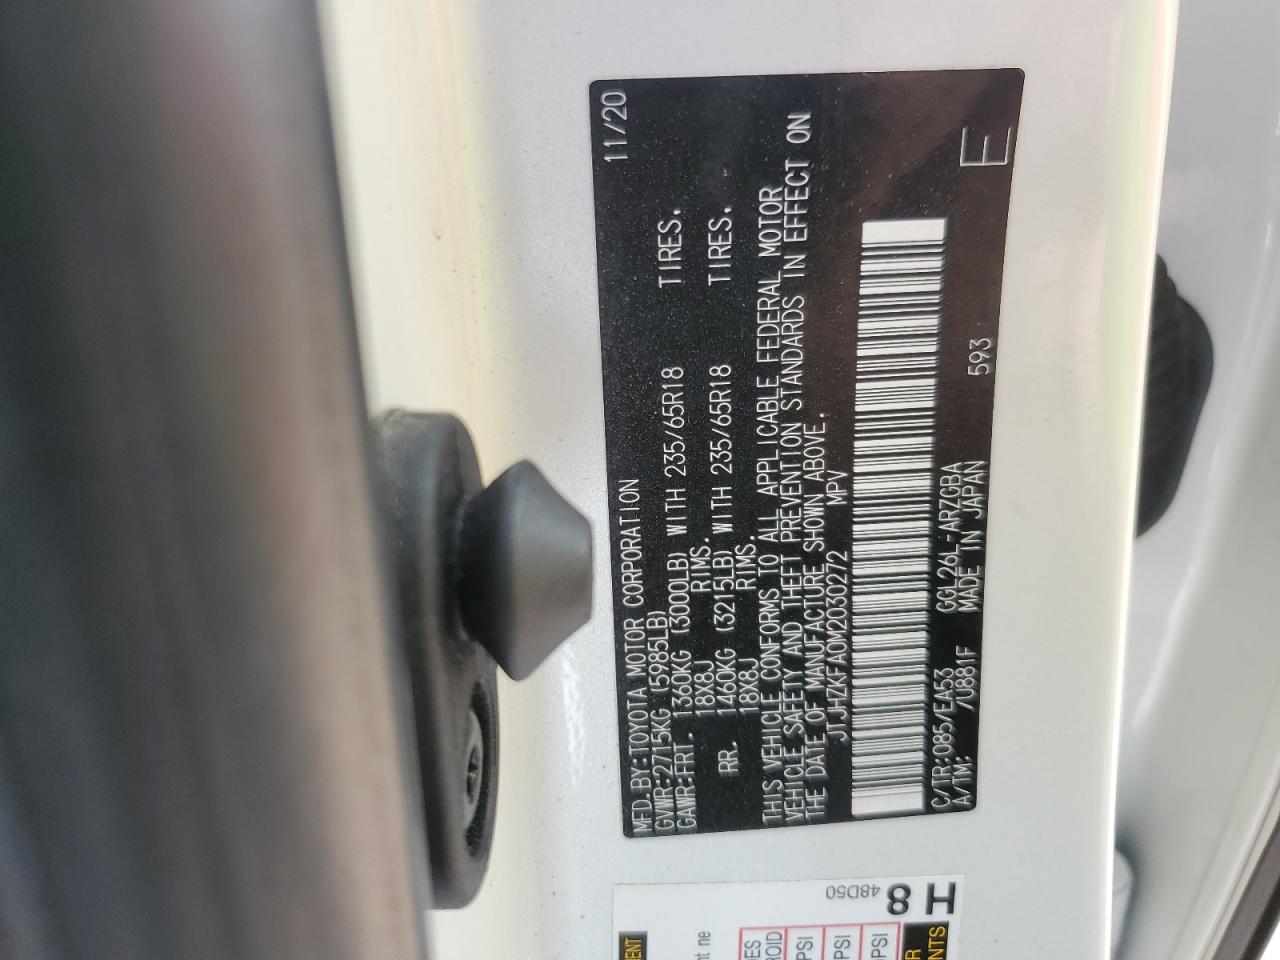 MFD.BY:TOYOTA MOTOR CORPORATION 11/20
GVWR:2715KG (5985LB)
GAWR:FRT. 1360KG (3000LB) WITH 235/65R18 TIRES.
18X8J RIMS.
RR. 1460KG (3215LB) WITH 235/65R18 TIRES.
18X8J RIMS.
THIS VEHICLE CONFORMS TO ALL APPLICABLE FEDERAL MOTOR
VEHICLE SAFETY AND THEFT PREVENTION STANDARDS IN EFFECT ON
THE DATE OF MANUFACTURE SHOWN ABOVE.
JTJHZKFA0M2030272 MPV
C/TR:085/EA53 GGL26L-ARZGBA 593 E
A/TM: /U881F MADE IN JAPAN
H 8
48D50
PSI
PSI
PSI